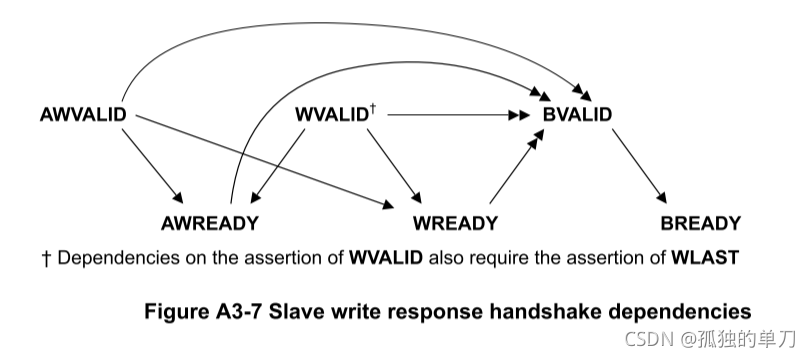 AWVALID WVALID† BVALID
AWREADY WREADY BREADY
† Dependencies on the assertion of WVALID also require the assertion of WLAST
Figure A3-7 Slave write response handshake dependencies
CSDN @孤独的单刀